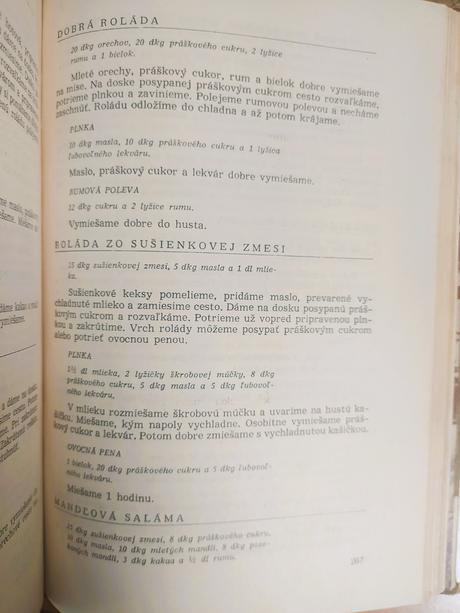 DOBRÁ ROLÁDA
20 dkg orechov, 20 dkg práškového cukru, 2 lyžice
rumu a 1 bielok.
Mleté orechy, práškový cukor, rum a bielok dobre vymiešame
na mise. Na doske posypanej práškovým cukrom cesto rozvaľkáme,
potrieme plnkou a zavinieme. Polejeme rumovou polevou a necháme
zaschnúť. Roládu odložíme do chladna a až potom krájame.
PLNKA
10 dkg masla, 10 dkg práškového cukru a 1 lyžica
ľubovoľného lekváru.
Maslo, práškový cukor a lekvár dobre vymiešame.
RUMOVÁ POLEVA
12 dkg cukru a 2 lyžice rumu.
Vymiešame dobre do husta.
ROLÁDA ZO SUŠIENKOVEJ ZMESI
25 dkg sušienkovej zmesi, 5 dkg masla a 1 dl mlie-
ka.
Sušienkové keksy pomelieme, pridáme maslo, prevarené vy-
chladnuté mlieko a zamiesime cesto. Dáme na dosku posypanú práš-
kovým cukrom a rozvaľkáme. Potrieme už vopred pripravenou pln-
kou a zakrútime. Vrch rolády môžeme posypať práškovým cukrom
alebo potrieť ovocnou penou.
PLNKA
1½ dl mlieka, 2 lyžičky škrobovej múčky, 8 dkg
práškového cukru, 5 dkg masla a 5 dkg ľubovoľ-
ného lekváru.
V mlieku rozmiešame škrobovú múčku a uvaríme na hustú ka-
šičku. Miešame, kým napoly vychladne. Osobitne vymiešame práš-
kový cukor a lekvár. Potom dobre zmiešame s vychladnutou kašičkou.
OVOCNÁ PENA
1 bielok, 20 dkg práškového cukru a 5 dkg ľubovoľ-
ného lekváru.
Miešame 1 hodinu.
MANDĽOVÁ SALÁMA
25 dkg sušienkovej zmesi, 8 dkg práškového cukru,
10 dkg masla, 10 dkg mletých mandlí, 8 dkg
mandlí, 3 dkg kakaa a ½ dl rumu.